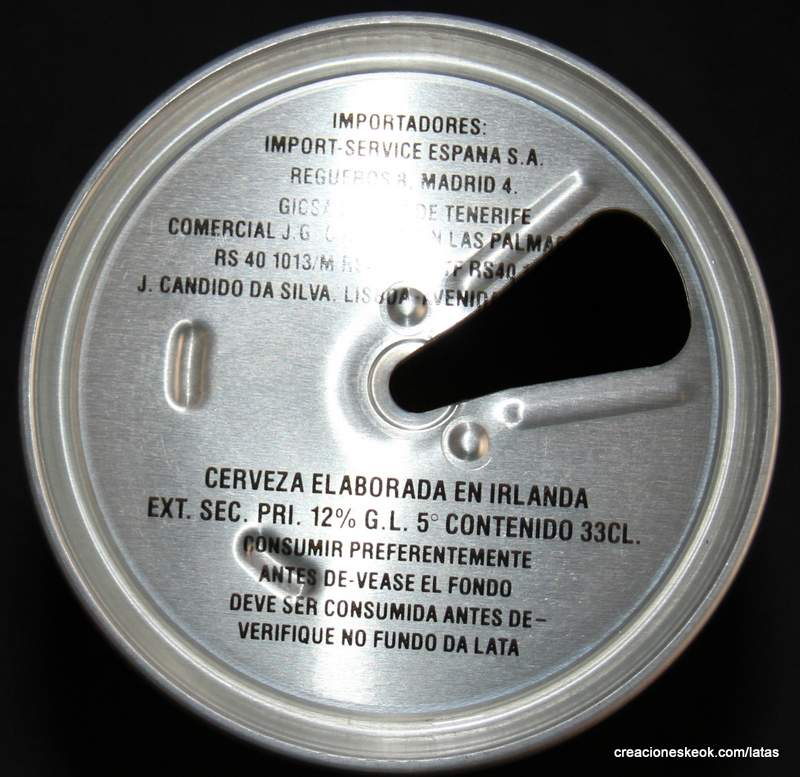 IMPORTADORES:
IMPORT-SERVICE ESPANA S.A.
REGUEROS 8, MADRID 4.
DE TENERIFE
COMERCIAL J.G. LAS
RS 40 1013/M RS40
J. CANDIDO DA SILVA, LISBOA
CERVEZA ELABORADA EN IRLANDA
EXT. SEC. PRI. 12% G.L. 5° CONTENIDO 33CL.
CONSUMIR PREFERENTEMENTE
ANTES DE-VEASE EL FONDO
DEVE SER CONSUMIDA ANTES DE–
VERIFIQUE NO FUNDO DA LATA
creacioneskeok.com/latas